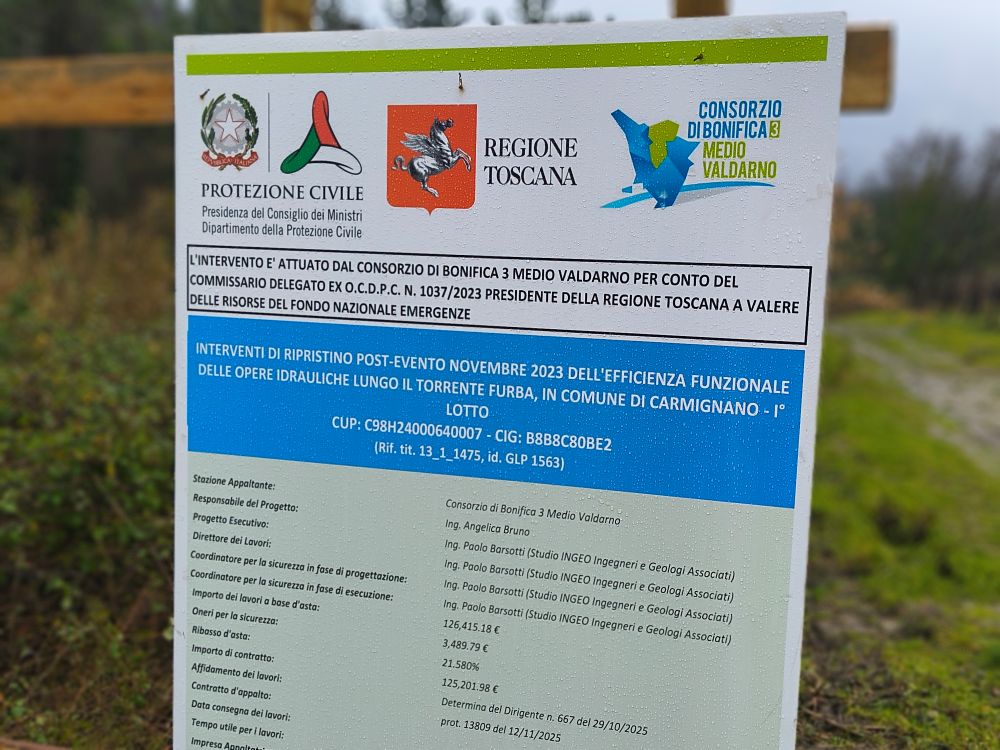 REPVBBLICA ITALIANA
PROTEZIONE CIVILE
Presidenza del Consiglio dei Ministri
Dipartimento della Protezione Civile
REGIONE
TOSCANA
CONSORZIO
DI BONIFICA 3
MEDIO
VALDARNO
L'INTERVENTO E' ATTUATO DAL CONSORZIO DI BONIFICA 3 MEDIO VALDARNO PER CONTO DEL
COMMISSARIO DELEGATO EX O.C.D.P.C. N. 1037/2023 PRESIDENTE DELLA REGIONE TOSCANA A VALERE
DELLE RISORSE DEL FONDO NAZIONALE EMERGENZE
INTERVENTI DI RIPRISTINO POST-EVENTO NOVEMBRE 2023 DELL'EFFICIENZA FUNZIONALE
DELLE OPERE IDRAULICHE LUNGO IL TORRENTE FURBA, IN COMUNE DI CARMIGNANO - I°
LOTTO
CUP: C98H24000640007 - CIG: B8B8C80BE2
(Rif. tit. 13_1_1475, id. GLP 1563)
Stazione Appaltante: Consorzio di Bonifica 3 Medio Valdarno
Responsabile del Progetto: Ing. Angelica Bruno
Progetto Esecutivo: Ing. Paolo Barsotti (Studio INGEO Ingegneri e Geologi Associati)
Direttore dei Lavori: Ing. Paolo Barsotti (Studio INGEO Ingegneri e Geologi Associati)
Coordinatore per la sicurezza in fase di progettazione: Ing. Paolo Barsotti (Studio INGEO Ingegneri e Geologi Associati)
Coordinatore per la sicurezza in fase di esecuzione: Ing. Paolo Barsotti (Studio INGEO Ingegneri e Geologi Associati)
Importo dei lavori a base d'asta: 126,415.18 €
Oneri per la sicurezza: 3,489.79 €
Ribasso d'asta: 21.580%
Importo di contratto: 125,201.98 €
Affidamento dei lavori: Determina del Dirigente n. 667 del 29/10/2025
Contratto d'appalto: prot. 13809 del 12/11/2025
Data consegna dei lavori:
Tempo utile per i lavori:
Impresa